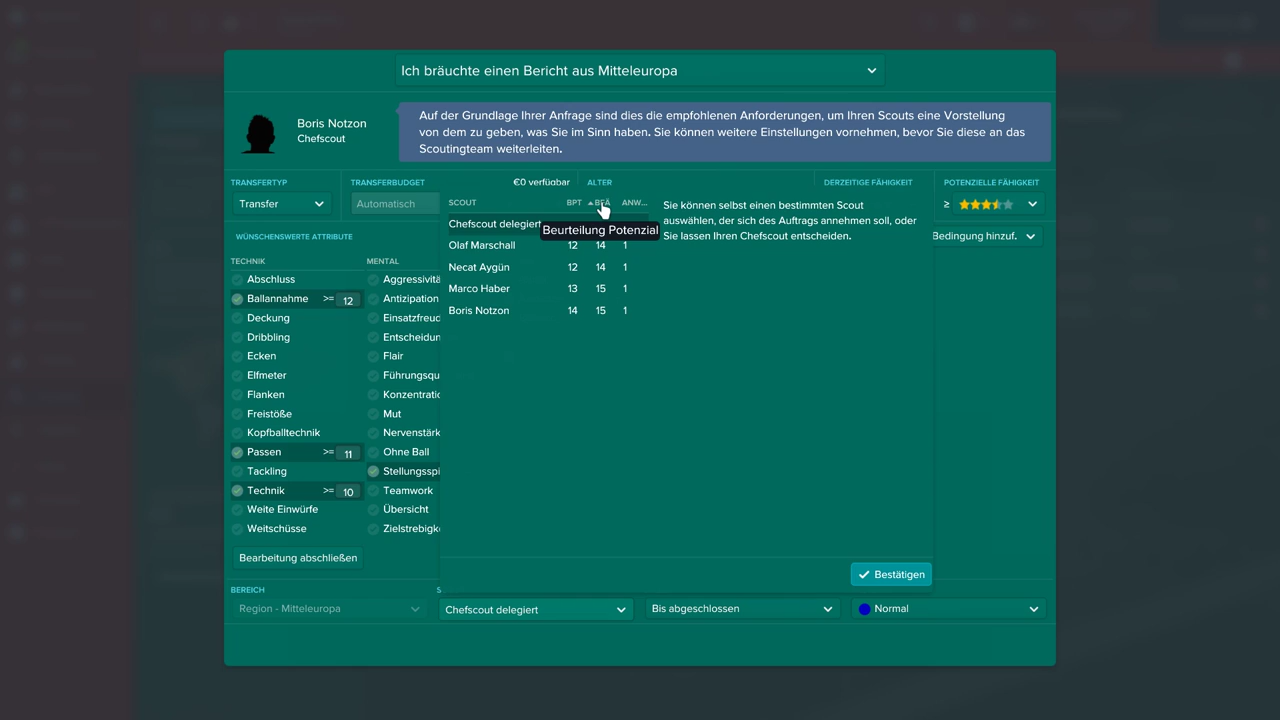 Ich bräuchte einen Bericht aus Mitteleuropa
Boris Notzon
Chefscout
Auf der Grundlage Ihrer Anfrage sind dies die empfohlenen Anforderungen, um Ihren Scouts eine Vorstellung
von dem zu geben, was Sie im Sinn haben. Sie können weitere Einstellungen vornehmen, bevor Sie diese an das
Scoutingteam weiterleiten.
TRANSFERTYP
Transfer
TRANSFERBUDGET
€0 verfügbar
Automatisch
ALTER
DERZEITIGE FÄHIGKEIT
POTENZIELLE FÄHIGKEIT
≥
WÜNSCHENSWERTE ATTRIBUTE
Bedingung hinzuf.
TECHNIK
Abschluss
Ballannahme >= 12
Deckung
Dribbling
Ecken
Elfmeter
Flanken
Freistöße
Kopfballtechnik
Passen >= 11
Tackling
Technik >= 10
Weite Einwürfe
Weitschüsse
MENTAL
Aggressivitä
Antizipation
Einsatzfreud
Entscheidun
Flair
Führungsqu
Konzentratio
Mut
Nervenstärk
Ohne Ball
Stellungsspi
Teamwork
Übersicht
Zielstrebigke
SCOUT BPT BFÄ ANW...
Chefscout delegiert
Beurteilung Potenzial
Olaf Marschall 12 14 1
Necat Aygün 12 14 1
Marco Haber 13 15 1
Boris Notzon 14 15 1
Sie können selbst einen bestimmten Scout
auswählen, der sich des Auftrags annehmen soll, oder
Sie lassen Ihren Chefscout entscheiden.
Bestätigen
Bearbeitung abschließen
BEREICH
Region - Mitteleuropa
S
Chefscout delegiert
Bis abgeschlossen
Normal